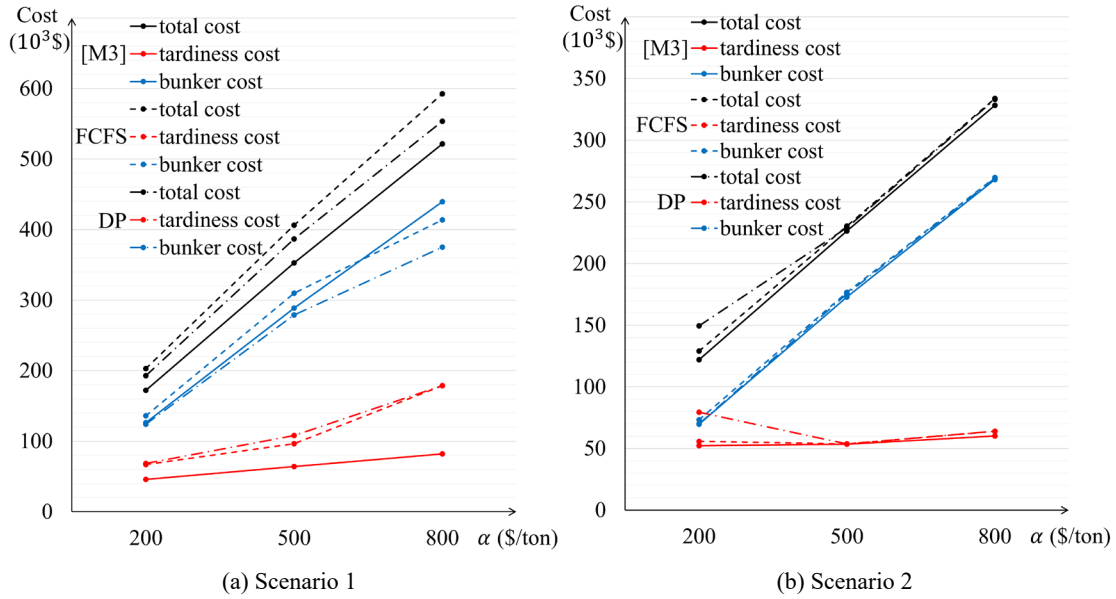 Cost
(10³$)
total cost
[M3] tardiness cost
bunker cost
total cost
FCFS tardiness cost
bunker cost
total cost
DP tardiness cost
bunker cost
600
500
400
300
200
100
0
200 500 800 α ($/ton)
(a) Scenario 1
Cost
(10³$)
total cost
[M3] tardiness cost
bunker cost
total cost
FCFS tardiness cost
bunker cost
total cost
DP tardiness cost
bunker cost
350
300
250
200
150
100
50
0
200 500 800 α ($/ton)
(b) Scenario 2